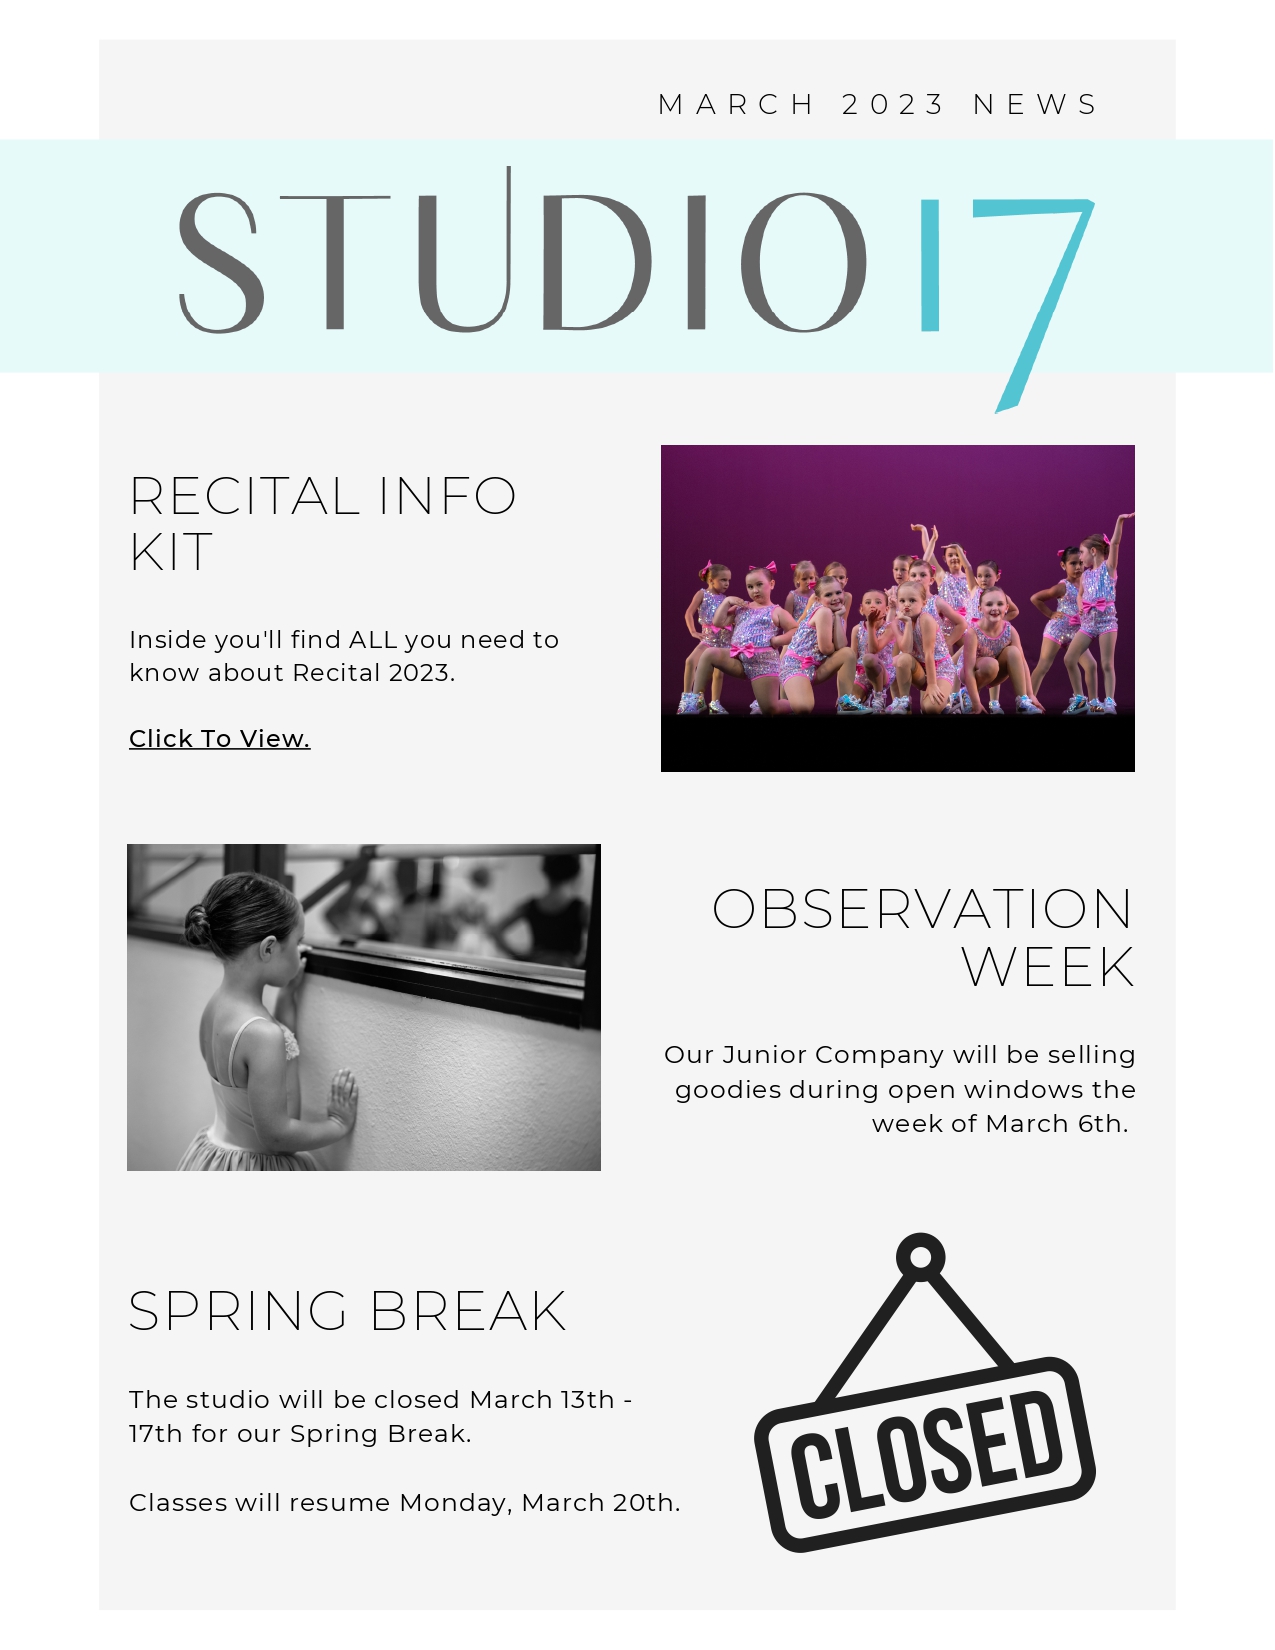 MARCH 2023 NEWS
STUDIO 17
RECITAL INFO
KIT
Inside you'll find ALL you need to
know about Recital 2023.
Click To View.
OBSERVATION
WEEK
Our Junior Company will be selling
goodies during open windows the
week of March 6th.
SPRING BREAK
The studio will be closed March 13th -
17th for our Spring Break.
Classes will resume Monday, March 20th.
CLOSED